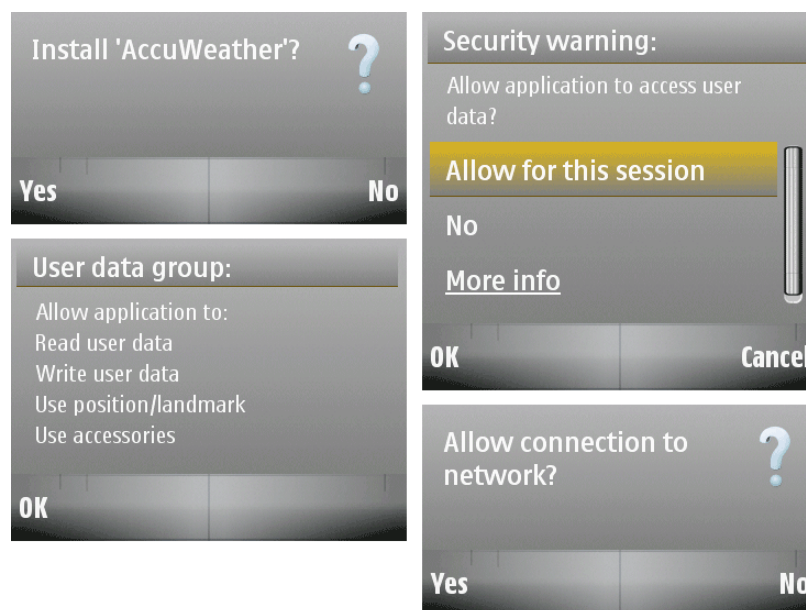 Install 'AccuWeather'?
Yes No
User data group:
Allow application to:
Read user data
Write user data
Use position/landmark
Use accessories
OK
Security warning:
Allow application to access user
data?
Allow for this session
No
More info
OK Cancel
Allow connection to
network?
Yes No